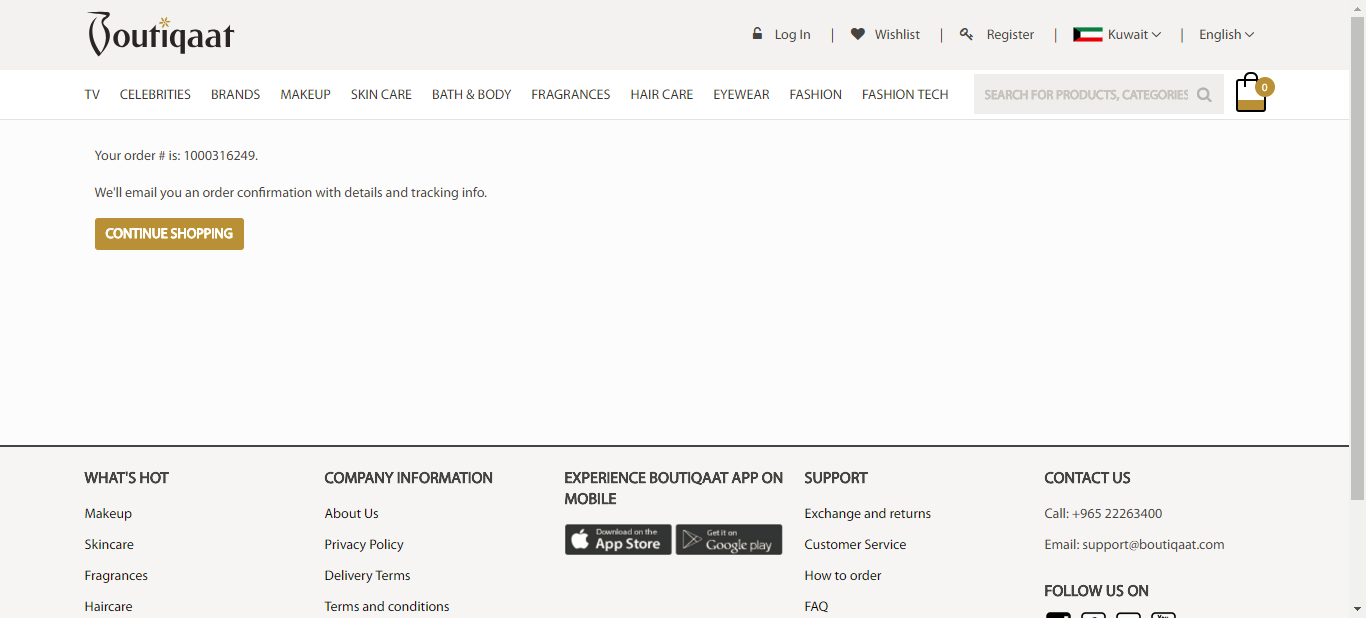 Boutiqaat
Log In | Wishlist | Register | Kuwait | English
TV CELEBRITIES BRANDS MAKEUP SKIN CARE BATH & BODY FRAGRANCES HAIR CARE EYEWEAR FASHION FASHION TECH SEARCH FOR PRODUCTS, CATEGORIES 0
Your order # is: 1000316249.
We'll email you an order confirmation with details and tracking info.
CONTINUE SHOPPING
WHAT'S HOT
Makeup
Skincare
Fragrances
Haircare
COMPANY INFORMATION
About Us
Privacy Policy
Delivery Terms
Terms and conditions
EXPERIENCE BOUTIQAAT APP ON
MOBILE
Download on the
App Store
Get it on
Google play
SUPPORT
Exchange and returns
Customer Service
How to order
FAQ
CONTACT US
Call: +965 22263400
Email: support@boutiqaat.com
FOLLOW US ON